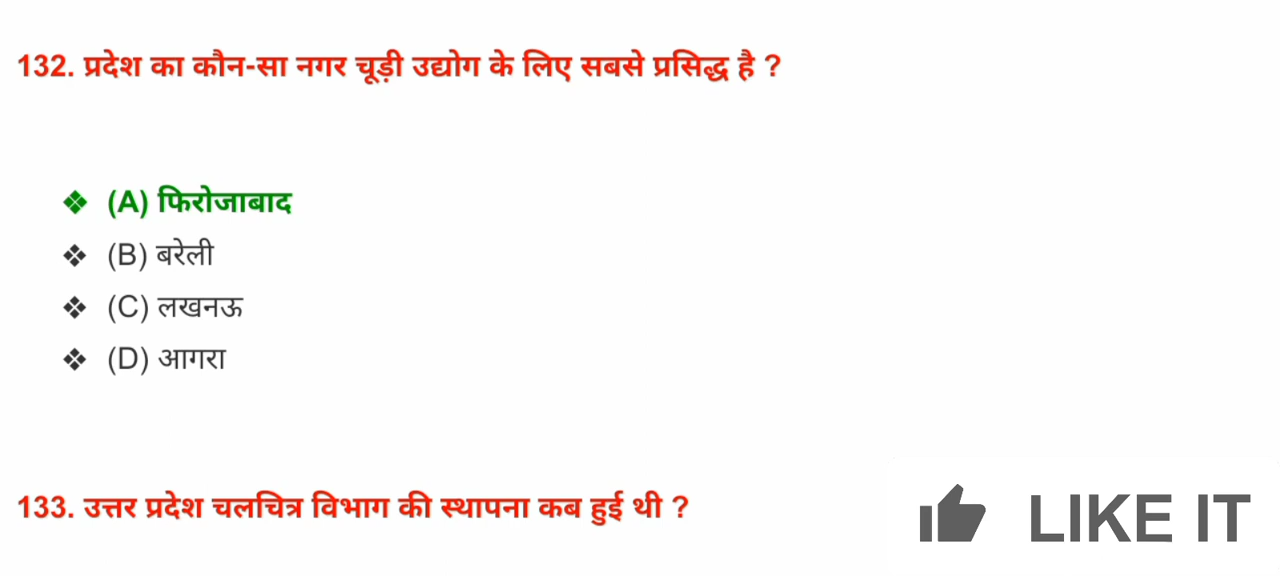 132. प्रदेश का कौन-सा नगर चूड़ी उद्योग के लिए सबसे प्रसिद्ध है ?
❖ (A) फिरोजाबाद
❖ (B) बरेली
❖ (C) लखनऊ
❖ (D) आगरा
133. उत्तर प्रदेश चलचित्र विभाग की स्थापना कब हुई थी ?
LIKE IT